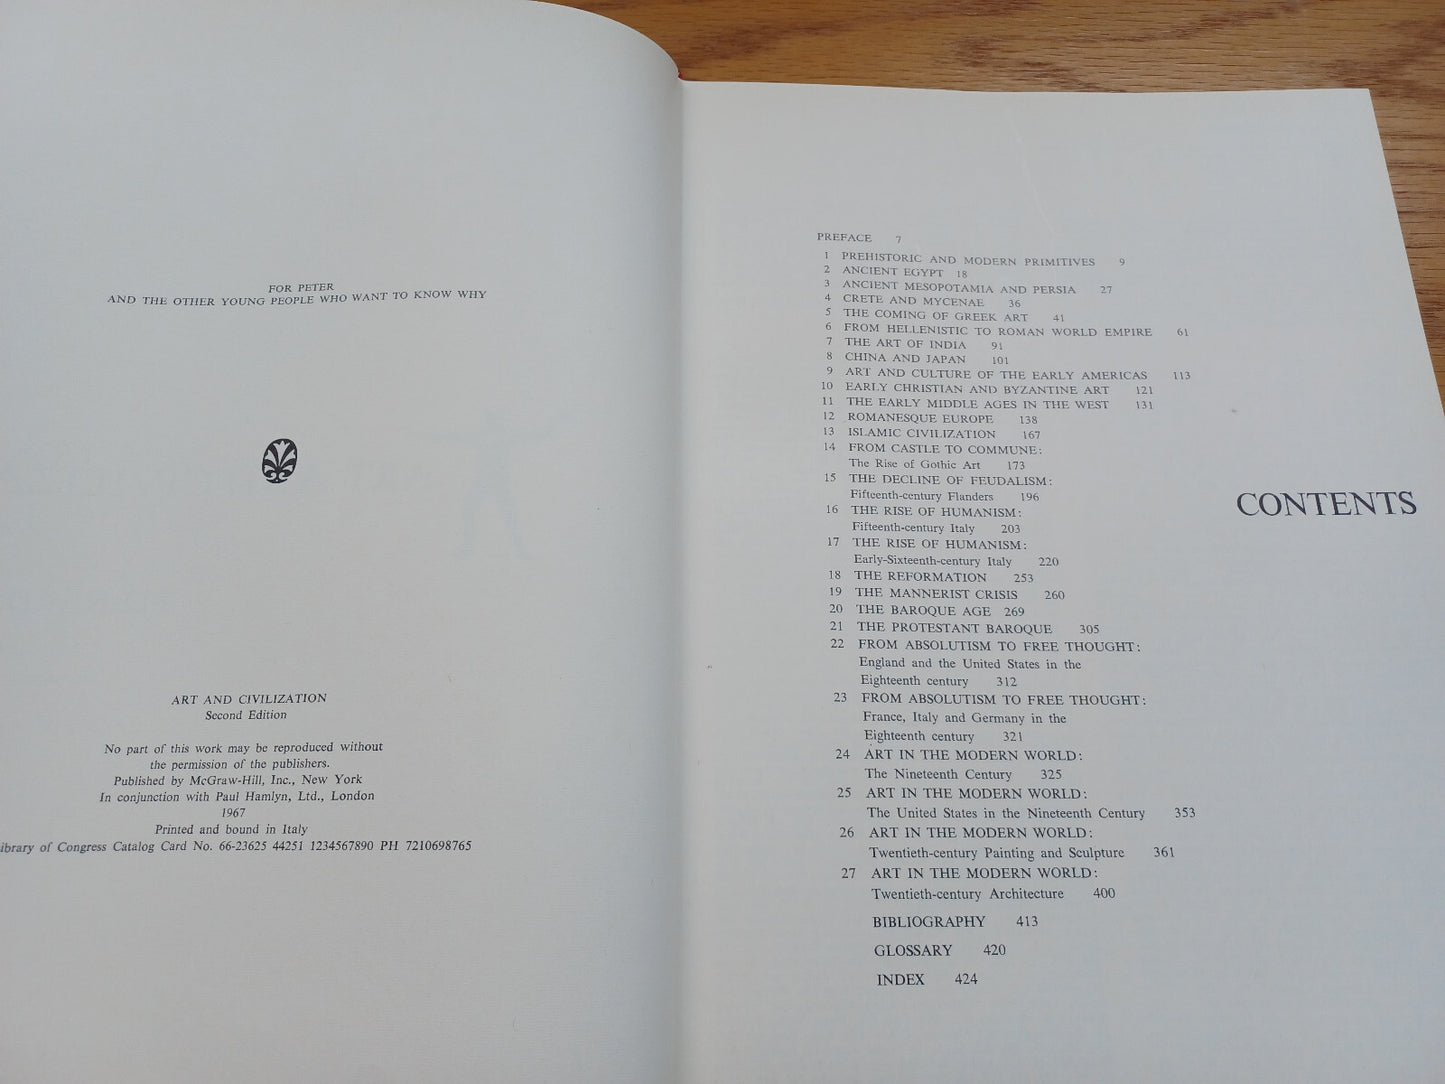 FOR PETER
AND THE OTHER YOUNG PEOPLE WHO WANT TO KNOW WHY
ART AND CIVILIZATION
Second Edition
No part of this work may be reproduced without
the permission of the publishers.
Published by McGraw-Hill, Inc., New York
In conjunction with Paul Hamlyn, Ltd., London
1967
Printed and bound in Italy
ibrary of Congress Catalog Card No. 66-23625 44251 1234567890 PH 7210698765
PREFACE 7
1 PREHISTORIC AND MODERN PRIMITIVES 9
2 ANCIENT EGYPT 18
3 ANCIENT MESOPOTAMIA AND PERSIA 27
4 CRETE AND MYCENAE 36
5 THE COMING OF GREEK ART 41
6 FROM HELLENISTIC TO ROMAN WORLD EMPIRE 61
7 THE ART OF INDIA 91
8 CHINA AND JAPAN 101
9 ART AND CULTURE OF THE EARLY AMERICAS 113
10 EARLY CHRISTIAN AND BYZANTINE ART 121
11 THE EARLY MIDDLE AGES IN THE WEST 131
12 ROMANESQUE EUROPE 138
13 ISLAMIC CIVILIZATION 167
14 FROM CASTLE TO COMMUNE:
The Rise of Gothic Art 173
15 THE DECLINE OF FEUDALISM:
Fifteenth-century Flanders 196
16 THE RISE OF HUMANISM:
Fifteenth-century Italy 203
17 THE RISE OF HUMANISM:
Early-Sixteenth-century Italy 220
18 THE REFORMATION 253
19 THE MANNERIST CRISIS 260
20 THE BAROQUE AGE 269
21 THE PROTESTANT BAROQUE 305
22 FROM ABSOLUTISM TO FREE THOUGHT:
England and the United States in the
Eighteenth century 312
23 FROM ABSOLUTISM TO FREE THOUGHT:
France, Italy and Germany in the
Eighteenth century 321
24 ART IN THE MODERN WORLD:
The Nineteenth Century 325
25 ART IN THE MODERN WORLD:
The United States in the Nineteenth Century 353
26 ART IN THE MODERN WORLD:
Twentieth-century Painting and Sculpture 361
27 ART IN THE MODERN WORLD:
Twentieth-century Architecture 400
BIBLIOGRAPHY 413
GLOSSARY 420
INDEX 424
CONTENTS